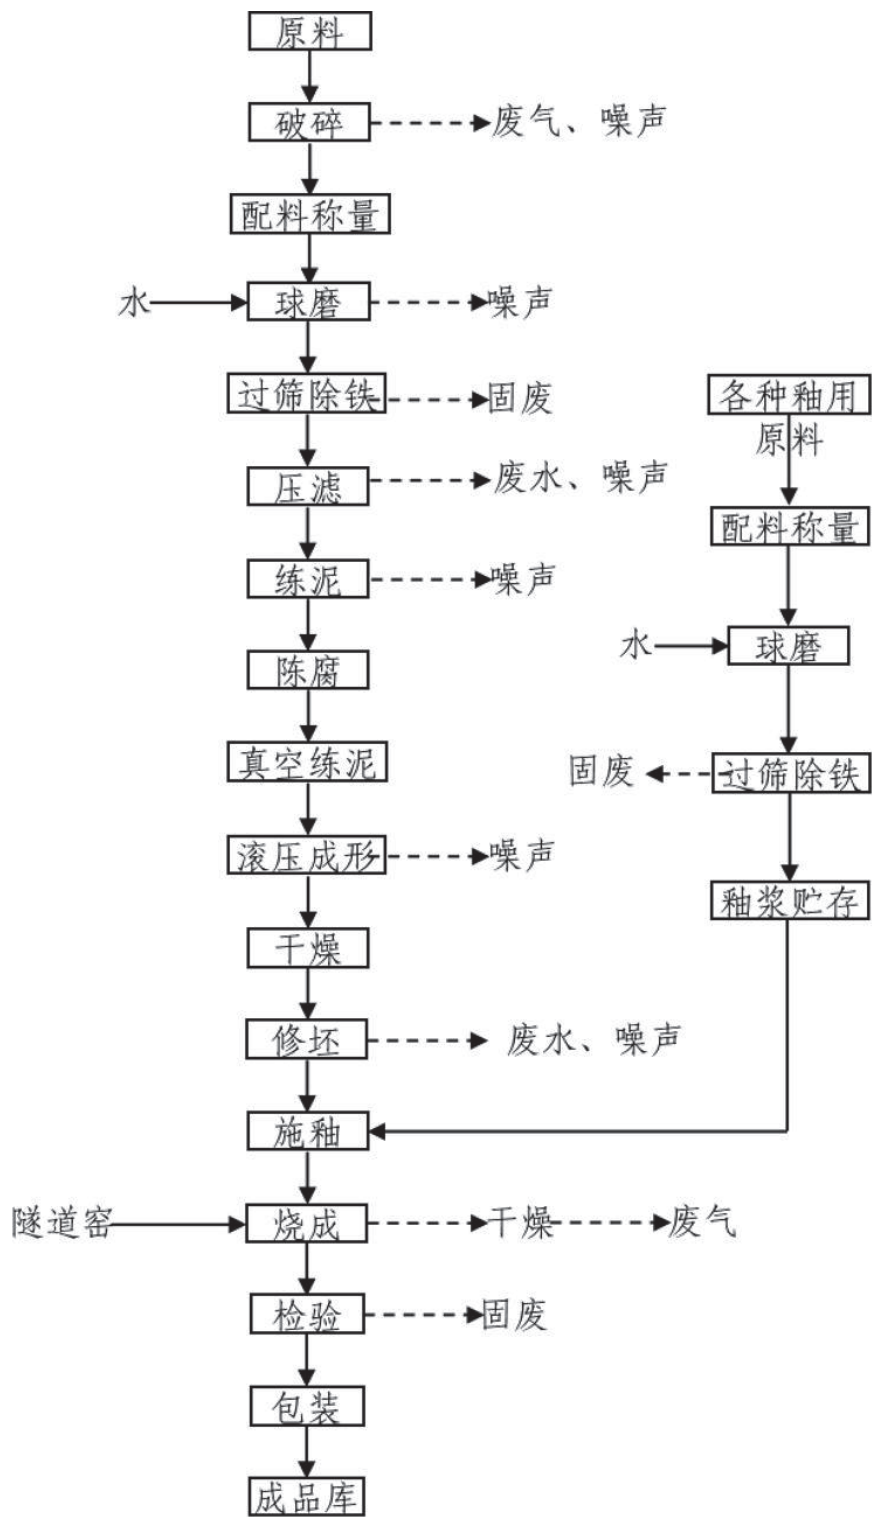 原料
破碎
废气、噪声
配料称量
水
球磨
噪声
过筛除铁
固废
压滤
废水、噪声
练泥
噪声
陈腐
真空练泥
滚压成形
噪声
干燥
修坯
废水、噪声
各种釉用
原料
配料称量
水
球磨
固废
过筛除铁
釉浆贮存
施釉
隧道窑
烧成
干燥
废气
检验
固废
包装
成品库